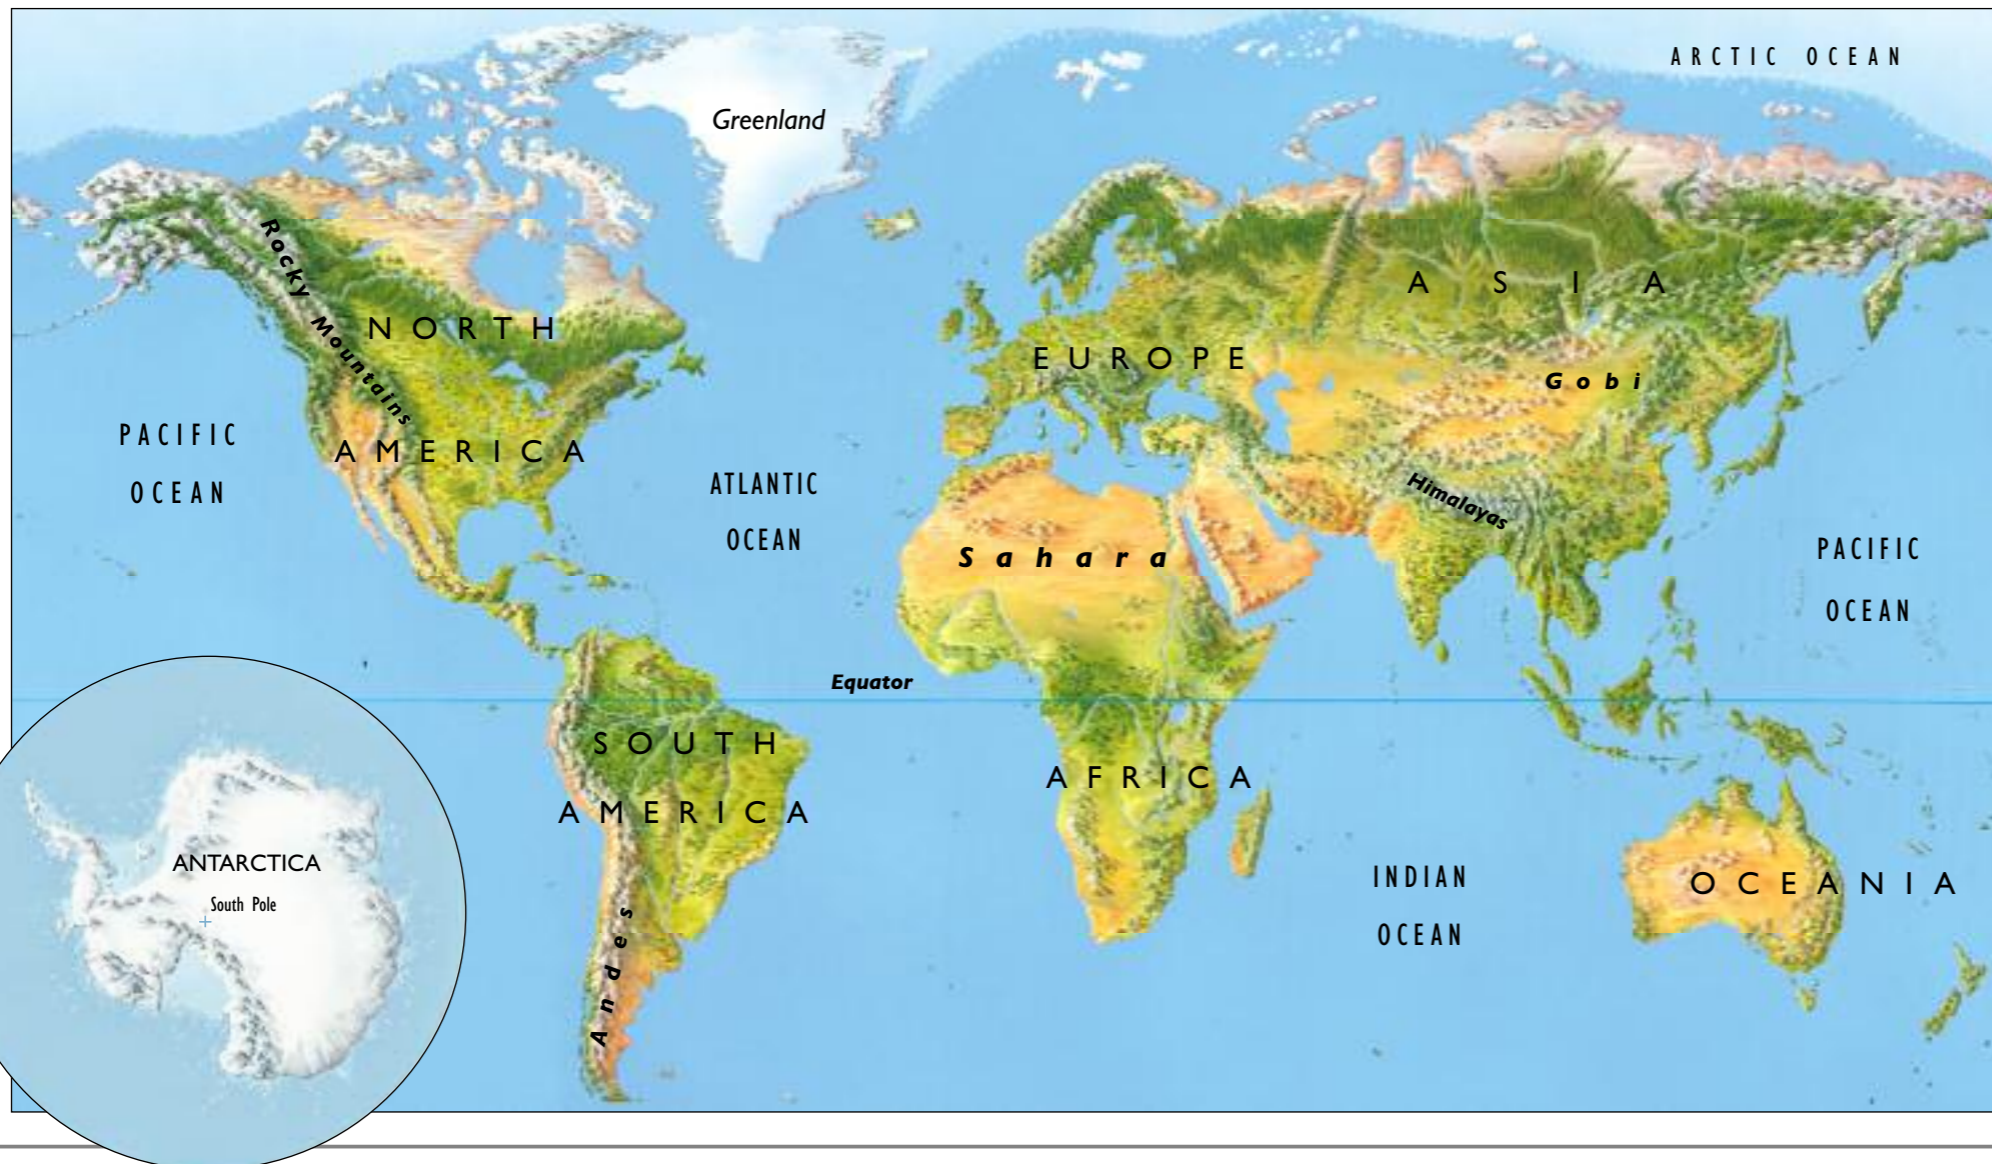 ARCTIC OCEAN
Greenland
Rocky Mountains
NORTH
AMERICA
ASIA
EUROPE
Gobi
PACIFIC
OCEAN
ATLANTIC
OCEAN
Himalayas
Sahara
PACIFIC
OCEAN
Equator
SOUTH
AMERICA
AFRICA
ANTARCTICA
South Pole
INDIAN
OCEAN
OCEANIA
Andes